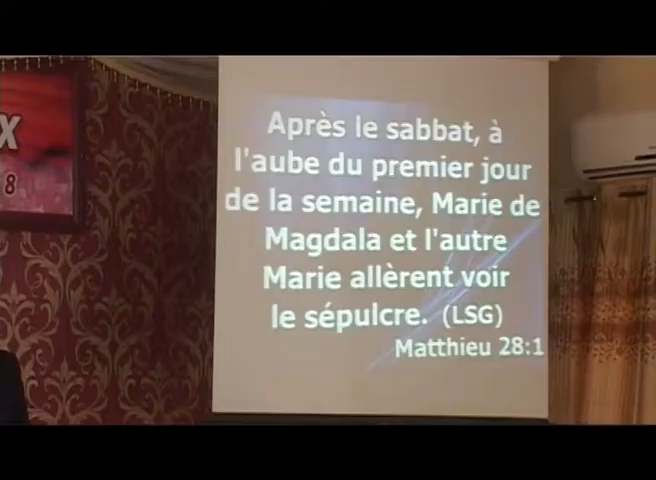 x
8
Après le sabbat, à
l'aube du premier jour
de la semaine, Marie de
Magdala et l'autre
Marie allèrent voir
le sépulcre. (LSG)
Matthieu 28:1